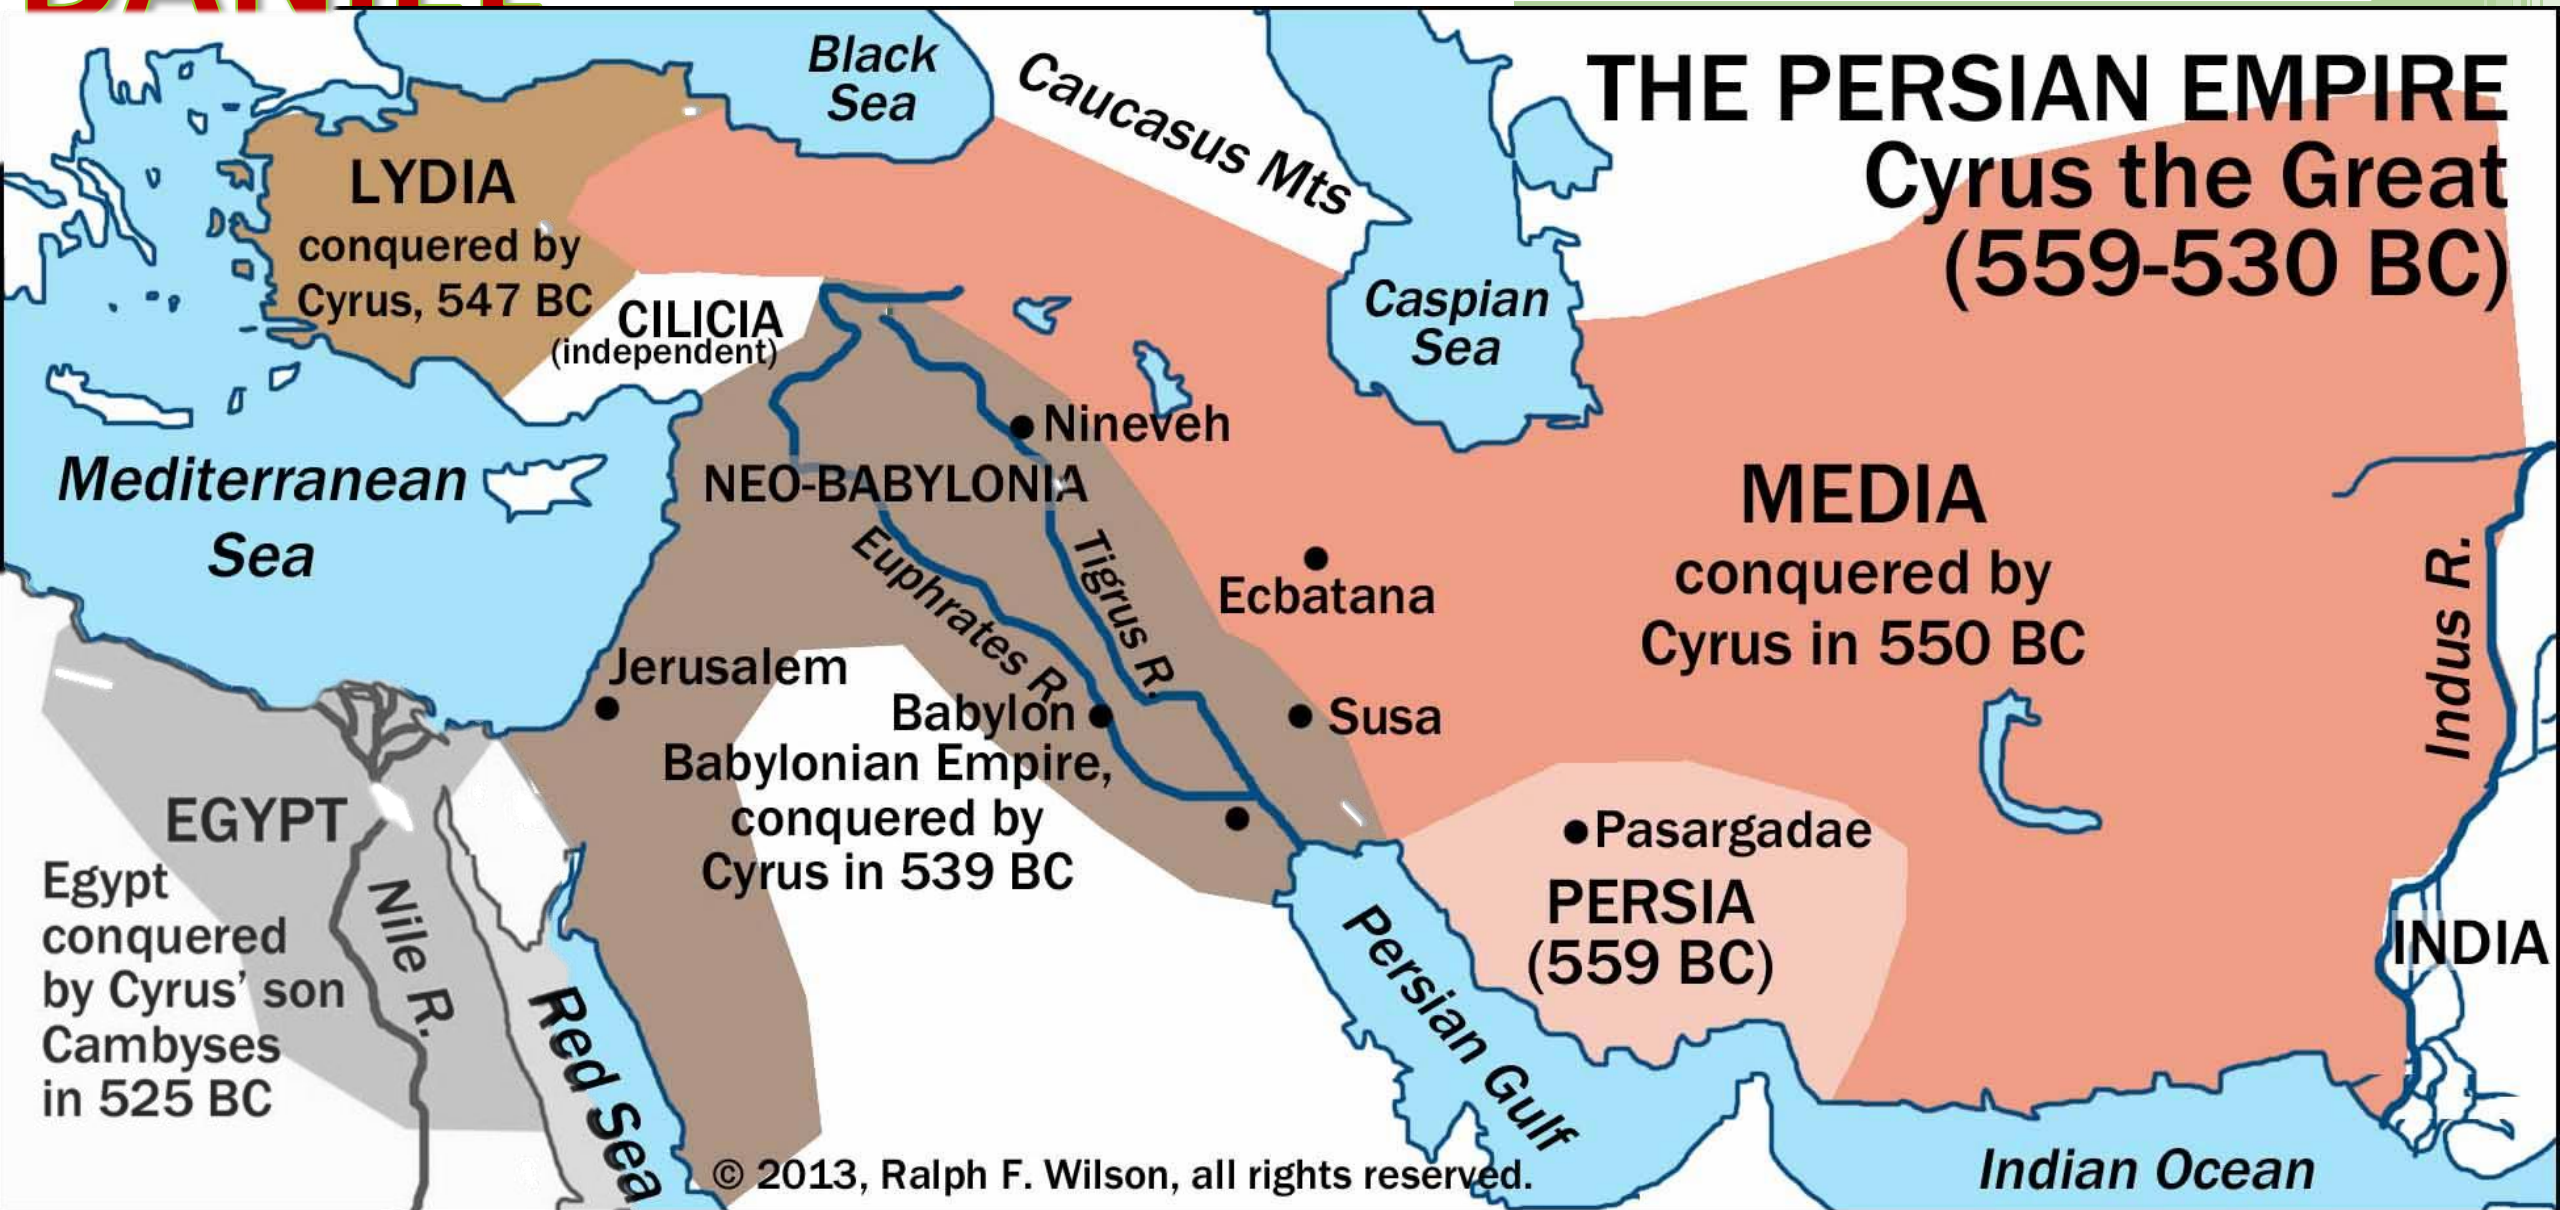 DANIEL
THE PERSIAN EMPIRE
Cyrus the Great
(559-530 BC)
Black
Sea
Caucasus Mts
LYDIA
conquered by
Cyrus, 547 BC
CILICIA
(independent)
Caspian
Sea
Nineveh
Mediterranean
Sea
NEO-BABYLONIA
MEDIA
conquered by
Cyrus in 550 BC
Euphrates R.
Tigrus R.
Ecbatana
Indus R.
Jerusalem
Babylon
Susa
Babylonian Empire,
conquered by
Cyrus in 539 BC
EGYPT
Egypt
conquered
by Cyrus’ son
Cambyses
in 525 BC
Nile R.
Red Sea
Pasargadae
PERSIA
(559 BC)
Persian Gulf
INDIA
Indian Ocean
© 2013, Ralph F. Wilson, all rights reserved.